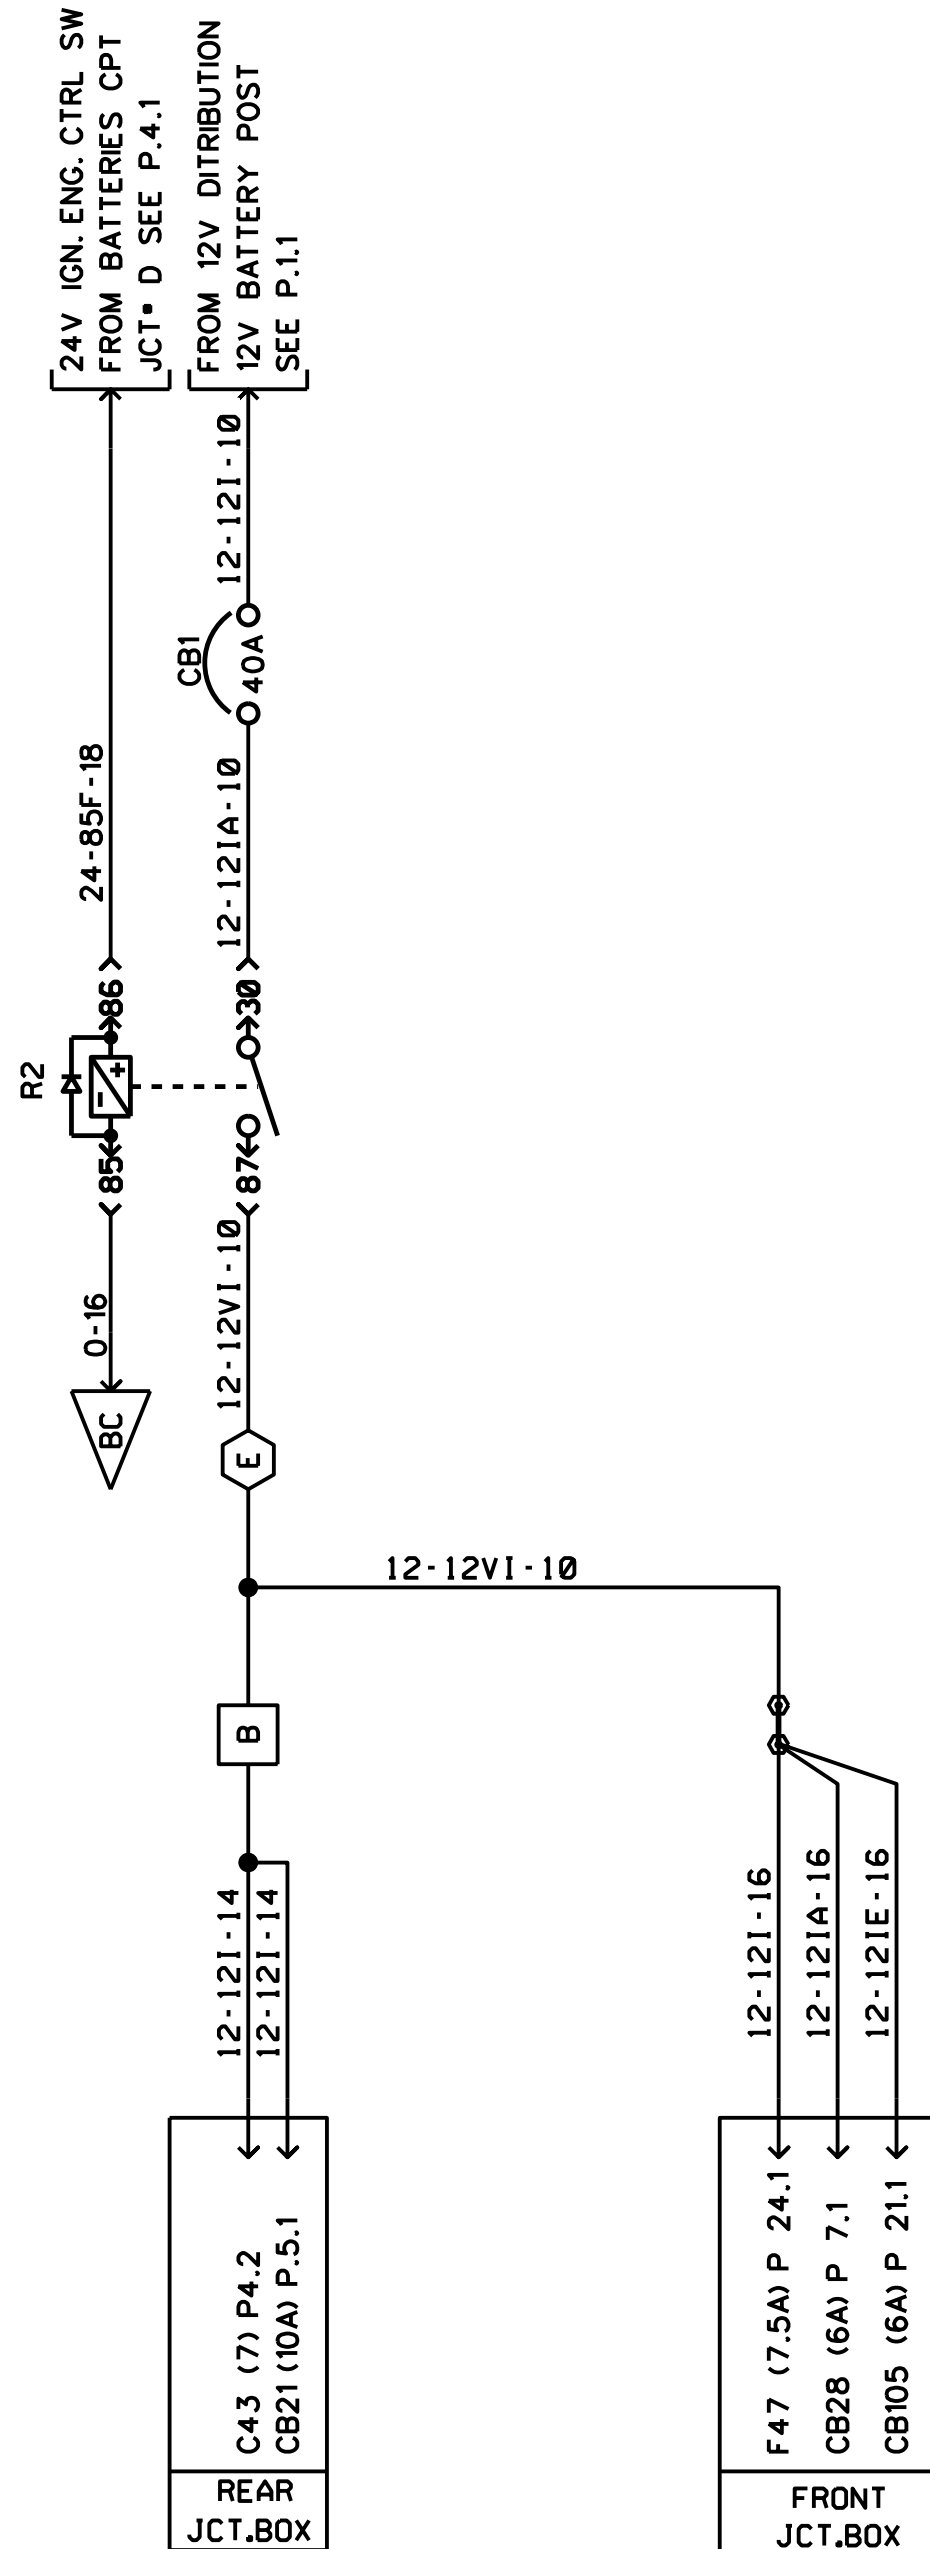 24V IGN. ENG. CTRL SW
FROM BATTERIES CPT
JCT• D SEE P.4.1
FROM 12V DITRIBUTION
12V BATTERY POST
SEE P.1.1
12-12I-10
CB1
40A
24-85F-18
12-12IA-10
86
30
R2
+
-
85
87
0-16
12-12VI-10
BC
E
12-12VI-10
B
12-12I-14
12-12I-14
12-12I-16
12-12IA-16
12-12IE-16
C43 (7) P4.2
CB21 (10A) P.5.1
F47 (7.5A) P 24.1
CB28 (6A) P 7.1
CB105 (6A) P 21.1
REAR
JCT.BOX
FRONT
JCT.BOX